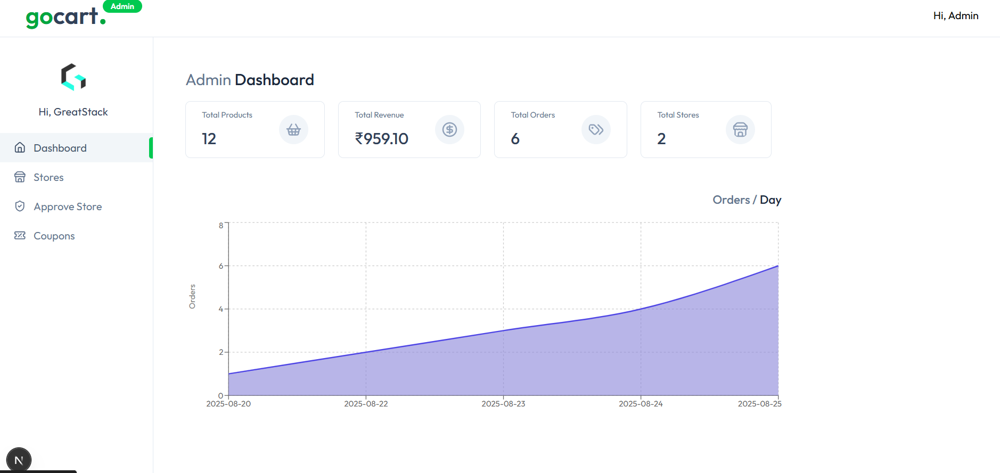 gocart.
Admin
Hi, Admin
Hi, GreatStack
Dashboard
Stores
Approve Store
Coupons
Admin Dashboard
Total Products
12
Total Revenue
₹959.10
Total Orders
6
Total Stores
2
Orders / Day
8
6
4
2
0
Orders
2025-08-20
2025-08-22
2025-08-23
2025-08-24
2025-08-25
N